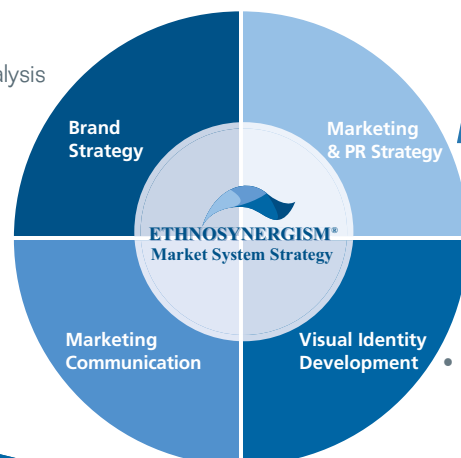 alysis
Brand
Strategy
Marketing
& PR Strategy
ETHNOSYNERGISM®
Market System Strategy
Marketing
Communication
Visual Identity
Development
•